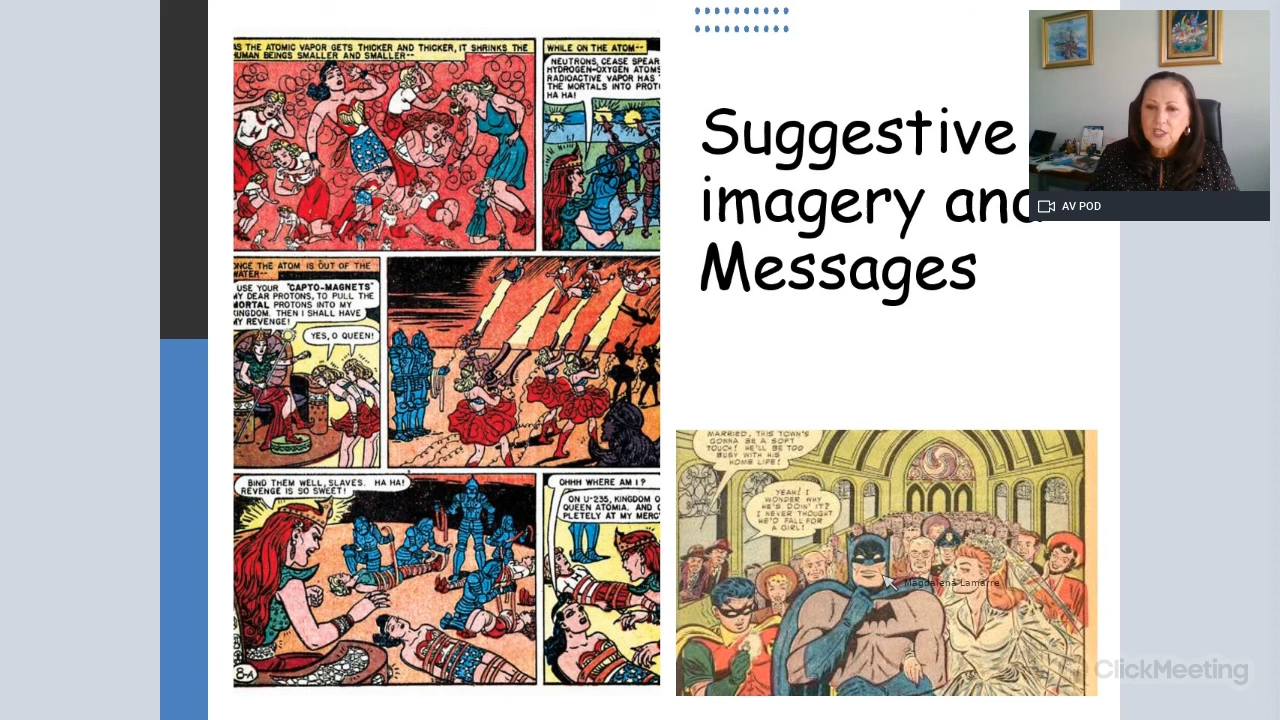 AS THE ATOMIC VAPOR GETS THICKER AND THICKER, IT SHRINKS THE
HUMAN BEINGS SMALLER AND SMALLER--
WHILE ON THE ATOM--
NEUTRONS, CEASE SPEAR
HYDROGEN-OXYGEN ATOMS
RADIOACTIVE VAPOR HAS
THE MORTALS INTO PROT
HA HA!
ONCE THE ATOM IS OUT OF THE
WATER--
USE YOUR "CAPTO-MAGNETS"
MY DEAR PROTONS, TO PULL THE
MORTAL PROTONS INTO MY
KINGDOM. THEN I SHALL HAVE
MY REVENGE!
YES, O QUEEN!
BIND THEM WELL, SLAVES. HA HA!
REVENGE IS SO SWEET!
8-A
OHHH WHERE AM I?
ON U-235, KINGDOM O
QUEEN ATOMIA. AND
PLETELY AT MY MERC
Suggestive
imagery and
Messages
AV POD
MARRIED, THIS TOWN'S
GONNA BE A SOFT
TOUCH! HE'LL BE TOO
BUSY WITH HIS
HOME LIFE!
YEAH! I
WONDER WHY
HE'S DOIN' IT?
I NEVER THOUGHT
HE'D FALL FOR
A GIRL!
Magdalena Lamarre
ClickMeeting